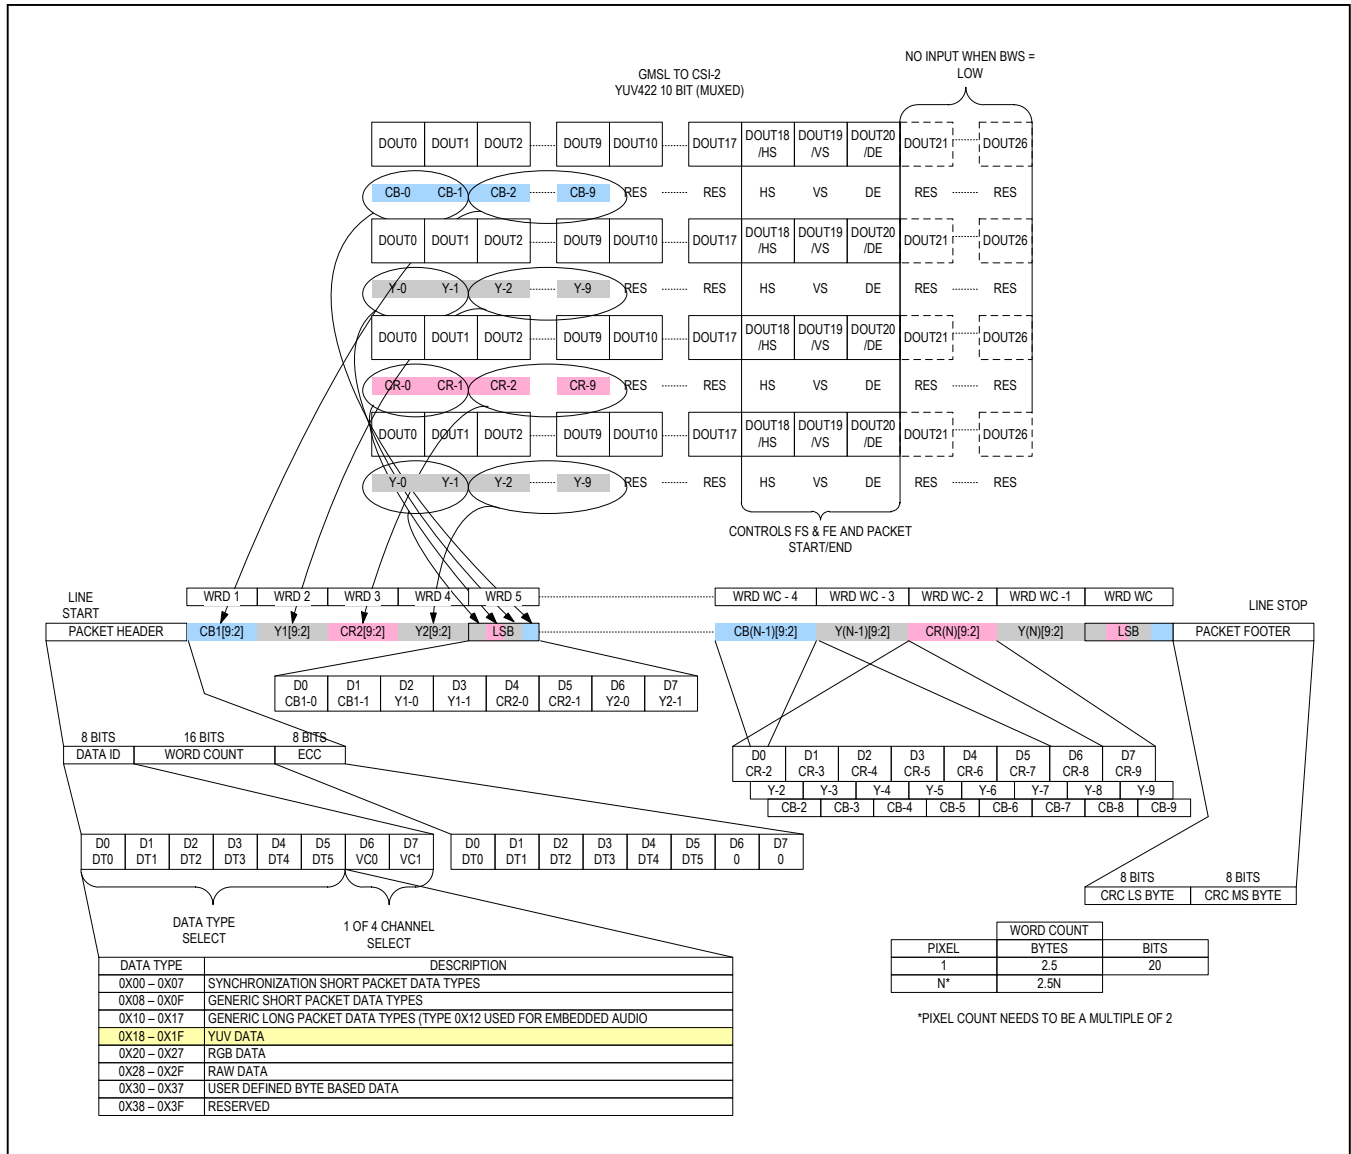 NO INPUT WHEN BWS =
LOW
GMSL TO CSI-2
YUV422 10 BIT (MUXED)
DOUT0 DOUT1 DOUT2 DOUT9 DOUT10 DOUT17 DOUT18 /HS DOUT19 /VS DOUT20 /DE DOUT21 DOUT26
CB-0 CB-1 CB-2 CB-9 RES RES HS VS DE RES RES
DOUT0 DOUT1 DOUT2 DOUT9 DOUT10 DOUT17 DOUT18 /HS DOUT19 /VS DOUT20 /DE DOUT21 DOUT26
Y-0 Y-1 Y-2 Y-9 RES RES HS VS DE RES RES
DOUT0 DOUT1 DOUT2 DOUT9 DOUT10 DOUT17 DOUT18 /HS DOUT19 /VS DOUT20 /DE DOUT21 DOUT26
CR-0 CR-1 CR-2 CR-9 RES RES HS VS DE RES RES
DOUT0 DOUT1 DOUT2 DOUT9 DOUT10 DOUT17 DOUT18 /HS DOUT19 /VS DOUT20 /DE DOUT21 DOUT26
Y-0 Y-1 Y-2 Y-9 RES RES HS VS DE RES RES
CONTROLS FS & FE AND PACKET
START/END
LINE
START
WRD 1 WRD 2 WRD 3 WRD 4 WRD 5 WRD WC - 4 WRD WC - 3 WRD WC- 2 WRD WC -1 WRD WC
LINE STOP
PACKET HEADER CB1[9:2] Y1[9:2] CR2[9:2] Y2[9:2] LSB CB(N-1)[9:2] Y(N-1)[9:2] CR(N)[9:2] Y(N)[9:2] LSB PACKET FOOTER
D0 D1 D2 D3 D4 D5 D6 D7
CB1-0 CB1-1 Y1-0 Y1-1 CR2-0 CR2-1 Y2-0 Y2-1
8 BITS 16 BITS 8 BITS
DATA ID WORD COUNT ECC
D0 D1 D2 D3 D4 D5 D6 D7
CR-2 CR-3 CR-4 CR-5 CR-6 CR-7 CR-8 CR-9
Y-2 Y-3 Y-4 Y-5 Y-6 Y-7 Y-8 Y-9
CB-2 CB-3 CB-4 CB-5 CB-6 CB-7 CB-8 CB-9
D0 D1 D2 D3 D4 D5 D6 D7
DT0 DT1 DT2 DT3 DT4 DT5 VC0 VC1
D0 D1 D2 D3 D4 D5 D6 D7
DT0 DT1 DT2 DT3 DT4 DT5 0 0
8 BITS 8 BITS
CRC LS BYTE CRC MS BYTE
DATA TYPE
SELECT
1 OF 4 CHANNEL
SELECT
WORD COUNT
PIXEL BYTES BITS
1 2.5 20
N* 2.5N
*PIXEL COUNT NEEDS TO BE A MULTIPLE OF 2
DATA TYPE DESCRIPTION
0X00 – 0X07 SYNCHRONIZATION SHORT PACKET DATA TYPES
0X08 – 0X0F GENERIC SHORT PACKET DATA TYPES
0X10 – 0X17 GENERIC LONG PACKET DATA TYPES (TYPE 0X12 USED FOR EMBEDDED AUDIO
0X18 – 0X1F YUV DATA
0X20 – 0X27 RGB DATA
0X28 – 0X2F RAW DATA
0X30 – 0X37 USER DEFINED BYTE BASED DATA
0X38 – 0X3F RESERVED